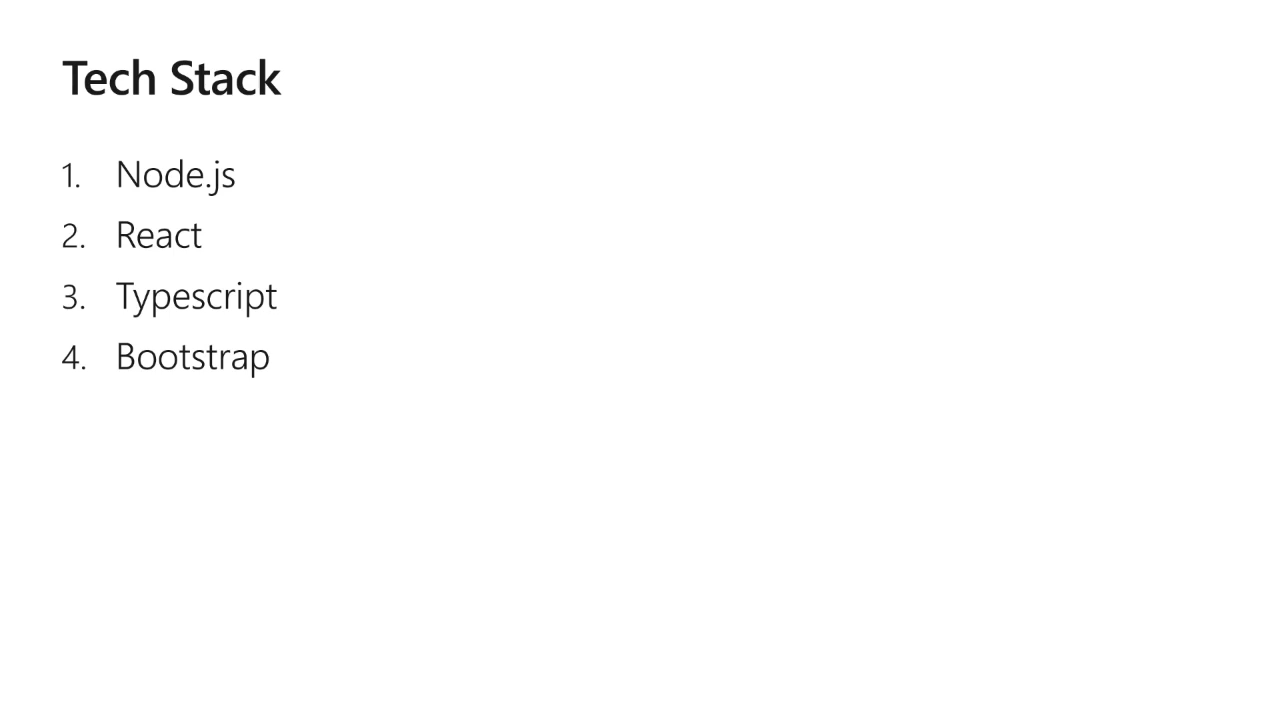 Tech Stack
1. Node.js
2. React
3. Typescript
4. Bootstrap